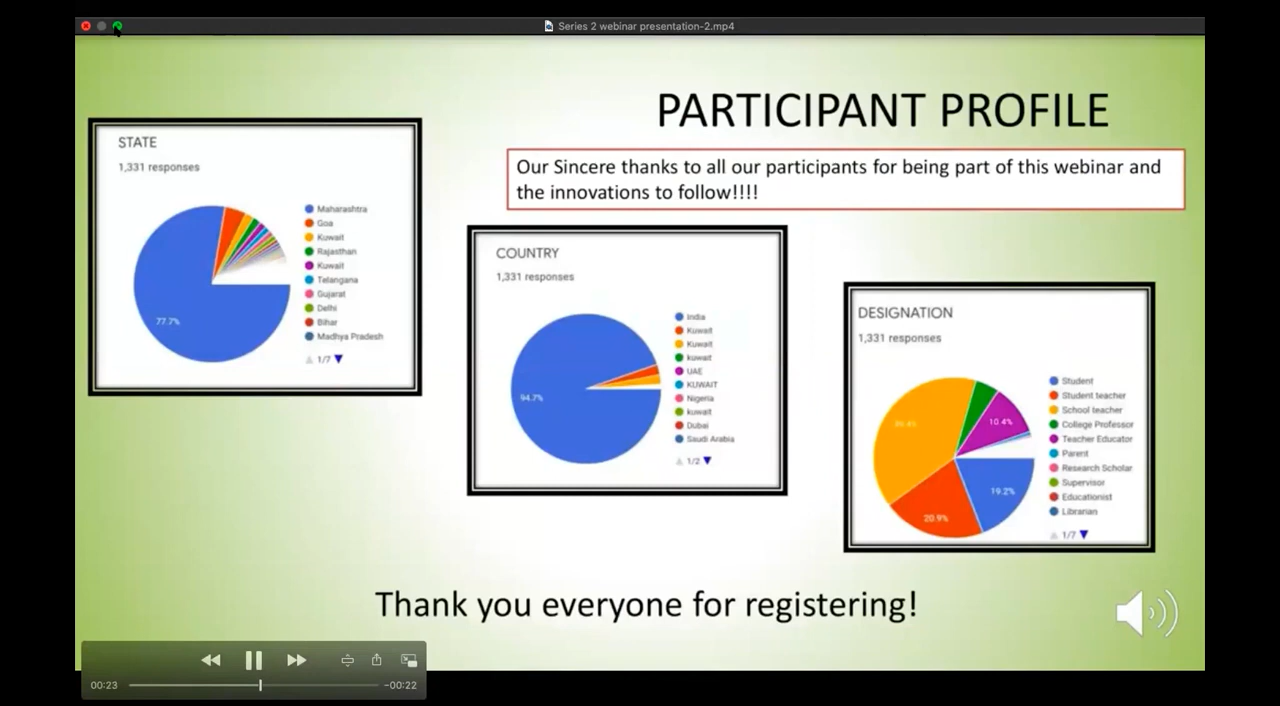 Series 2 webinar presentation-2.mp4
PARTICIPANT PROFILE
Our Sincere thanks to all our participants for being part of this webinar and
the innovations to follow!!!!
STATE
1,331 responses
Maharashtra
Goa
Kuwait
Rajasthan
Kuwait
Telangana
Gujarat
Delhi
Bihar
Madhya Pradesh
77.7%
1/7
COUNTRY
1,331 responses
India
Kuwait
Kuwait
kuwait
UAE
KUWAIT
Nigeria
kuwait
Dubai
Saudi Arabia
94.7%
1/2
DESIGNATION
1,331 responses
Student
Student teacher
School teacher
College Professor
Teacher Educator
Parent
Research Scholar
Supervisor
Educationist
Librarian
10.4%
19.2%
20.9%
1/7
Thank you everyone for registering!
00:23
-00:22